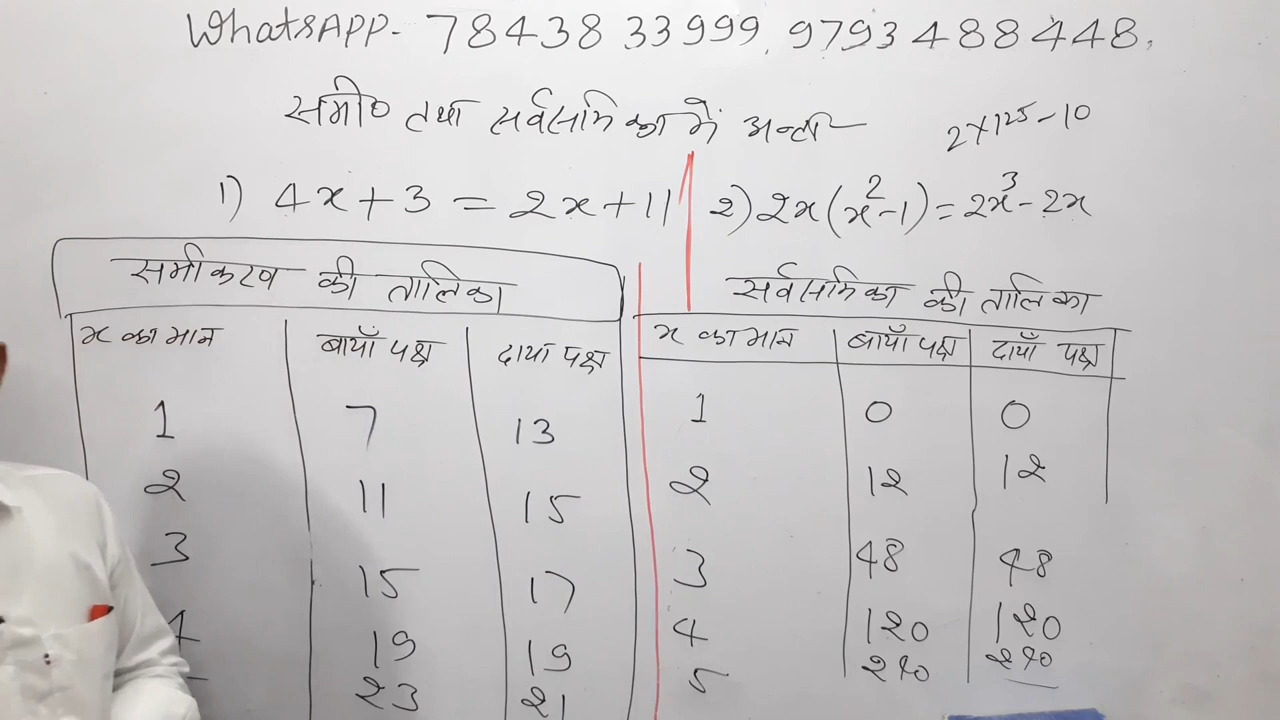 WhatsAPP- 7843833999, 9793488448,
समी० तथा सर्वसमिका में अन्तर
2×125-10
1) 4x+3 = 2x+11
2) 2x(x²-1) = 2x³-2x
समीकरण की तालिका
x का मान बायाँ पक्ष दायां पक्ष
1 7 13
2 11 15
3 15 17
4 19 19
23 21
सर्वसमिका की तालिका
x का मान बायाँ पक्ष दायाँ पक्ष
1 0 0
2 12 12
3 48 48
4 120 120
5 240 240